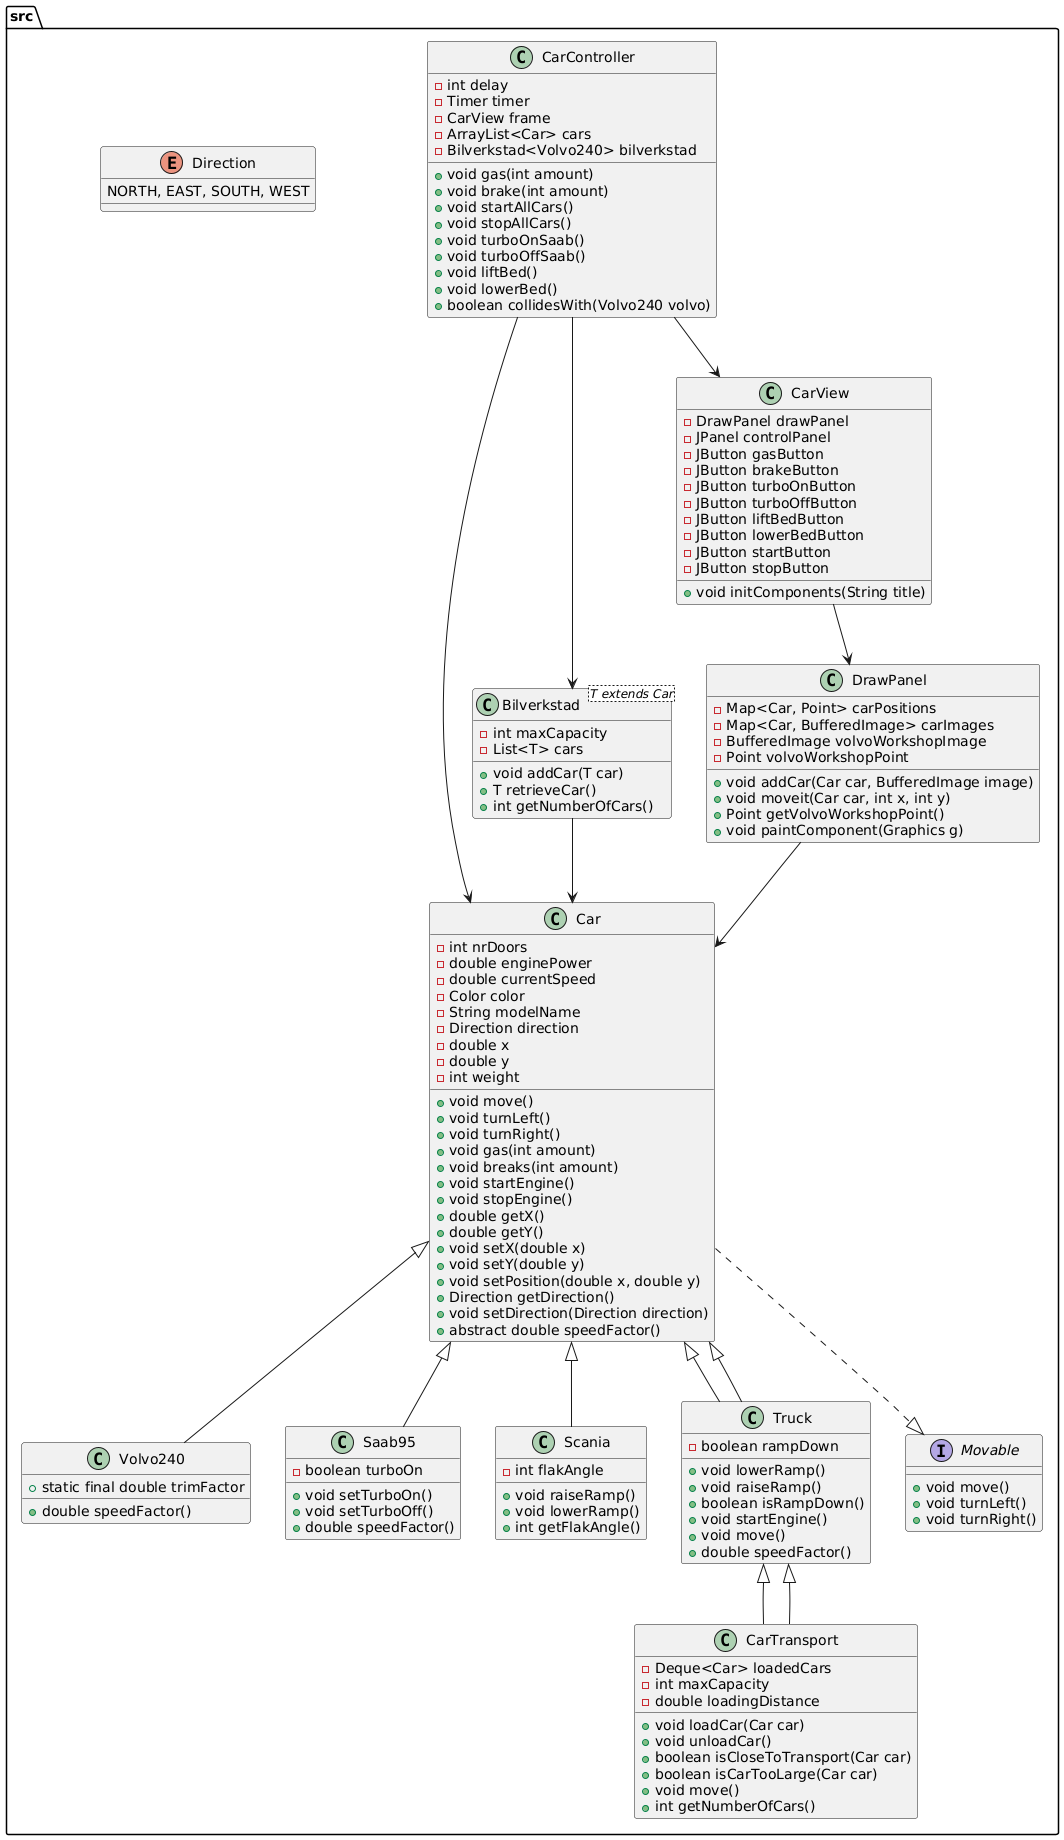 src
C CarController
int delay
Timer timer
CarView frame
ArrayList<Car> cars
Bilverkstad<Volvo240> bilverkstad
void gas(int amount)
void brake(int amount)
void startAllCars()
void stopAllCars()
void turboOnSaab()
void turboOffSaab()
void liftBed()
void lowerBed()
boolean collidesWith(Volvo240 volvo)
E Direction
NORTH, EAST, SOUTH, WEST
C CarView
DrawPanel drawPanel
JPanel controlPanel
JButton gasButton
JButton brakeButton
JButton turboOnButton
JButton turboOffButton
JButton liftBedButton
JButton lowerBedButton
JButton startButton
JButton stopButton
void initComponents(String title)
C Bilverkstad
T extends Car
int maxCapacity
List<T> cars
void addCar(T car)
T retrieveCar()
int getNumberOfCars()
C DrawPanel
Map<Car, Point> carPositions
Map<Car, BufferedImage> carImages
BufferedImage volvoWorkshopImage
Point volvoWorkshopPoint
void addCar(Car car, BufferedImage image)
void moveit(Car car, int x, int y)
Point getVolvoWorkshopPoint()
void paintComponent(Graphics g)
C Car
int nrDoors
double enginePower
double currentSpeed
Color color
String modelName
Direction direction
double x
double y
int weight
void move()
void turnLeft()
void turnRight()
void gas(int amount)
void breaks(int amount)
void startEngine()
void stopEngine()
double getX()
double getY()
void setX(double x)
void setY(double y)
void setPosition(double x, double y)
Direction getDirection()
void setDirection(Direction direction)
abstract double speedFactor()
C Volvo240
static final double trimFactor
double speedFactor()
C Saab95
boolean turboOn
void setTurboOn()
void setTurboOff()
double speedFactor()
C Scania
int flakAngle
void raiseRamp()
void lowerRamp()
int getFlakAngle()
C Truck
boolean rampDown
void lowerRamp()
void raiseRamp()
boolean isRampDown()
void startEngine()
void move()
double speedFactor()
I Movable
void move()
void turnLeft()
void turnRight()
C CarTransport
Deque<Car> loadedCars
int maxCapacity
double loadingDistance
void loadCar(Car car)
void unloadCar()
boolean isCloseToTransport(Car car)
boolean isCarTooLarge(Car car)
void move()
int getNumberOfCars()